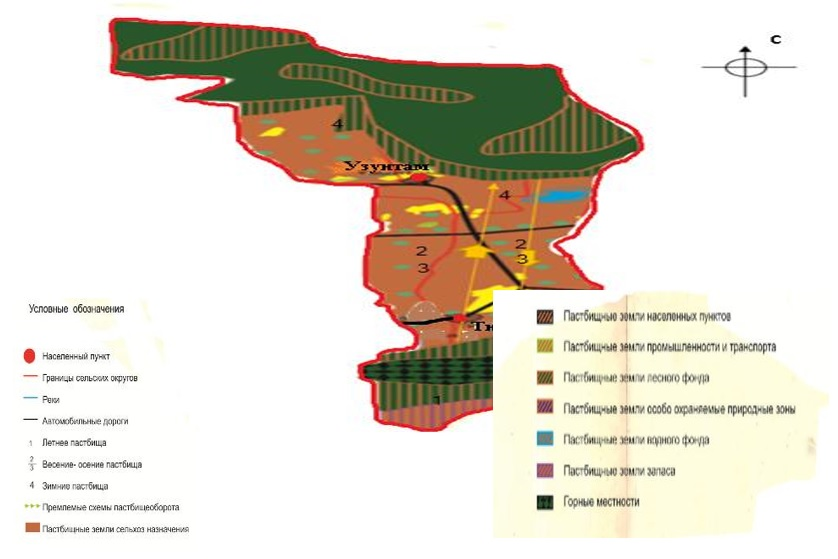 С
4
Узунтам
4
2
3
2
3
1
Условные обозначения
Населенный пункт
Границы сельских округов
Реки
Автомобильные дороги
1 Летнее пастбища
2
3 Весение- осение пастбища
4 Зимние пастбища
Премлемые схемы пастбищеоборота
Пастбищные земли сельхоз назначения
Пастбищные земли населенных пунктов
Пастбищные земли промышленности и транспорта
Пастбищные земли лесного фонда
Пастбищные земли особо охраняемые природные зоны
Пастбищные земли водного фонда
Пастбищные земли запаса
Горные местности